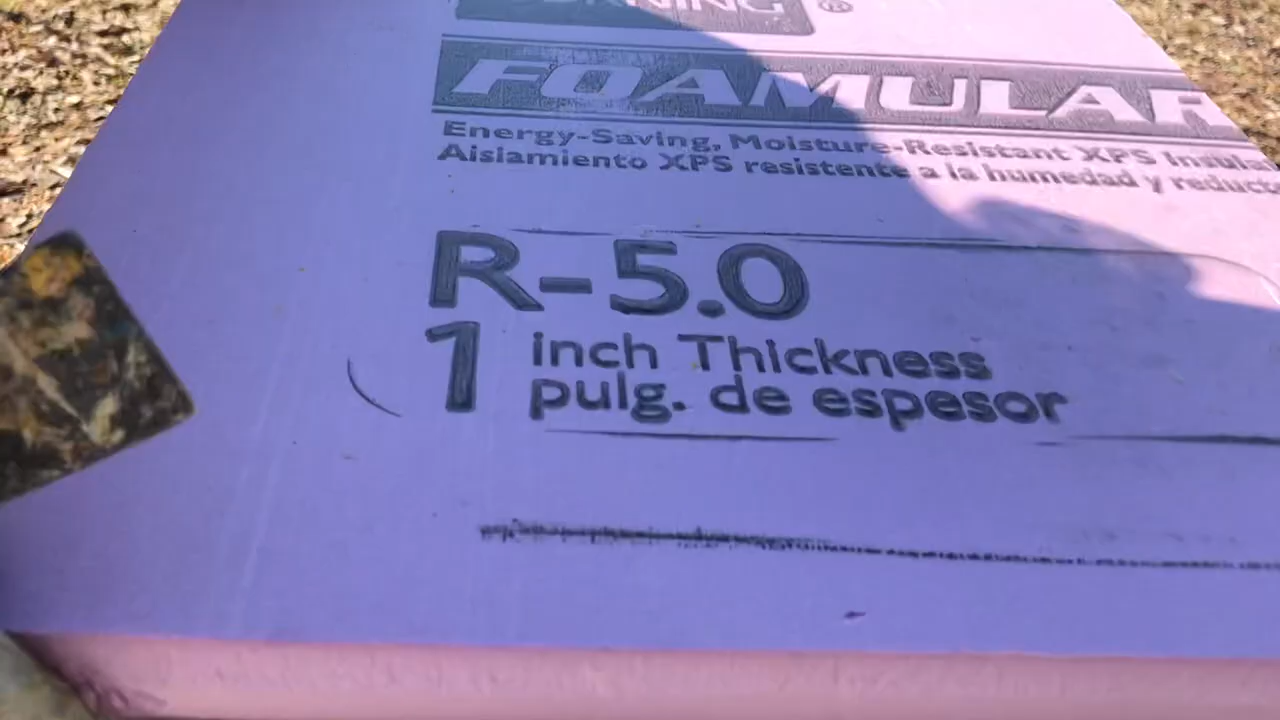 ®
FOAMULAR
Energy-Saving, Moisture-Resistant XPS
Aislamiento XPS resistente a la humedad y
R-5.0
1 inch Thickness
pulg. de espesor